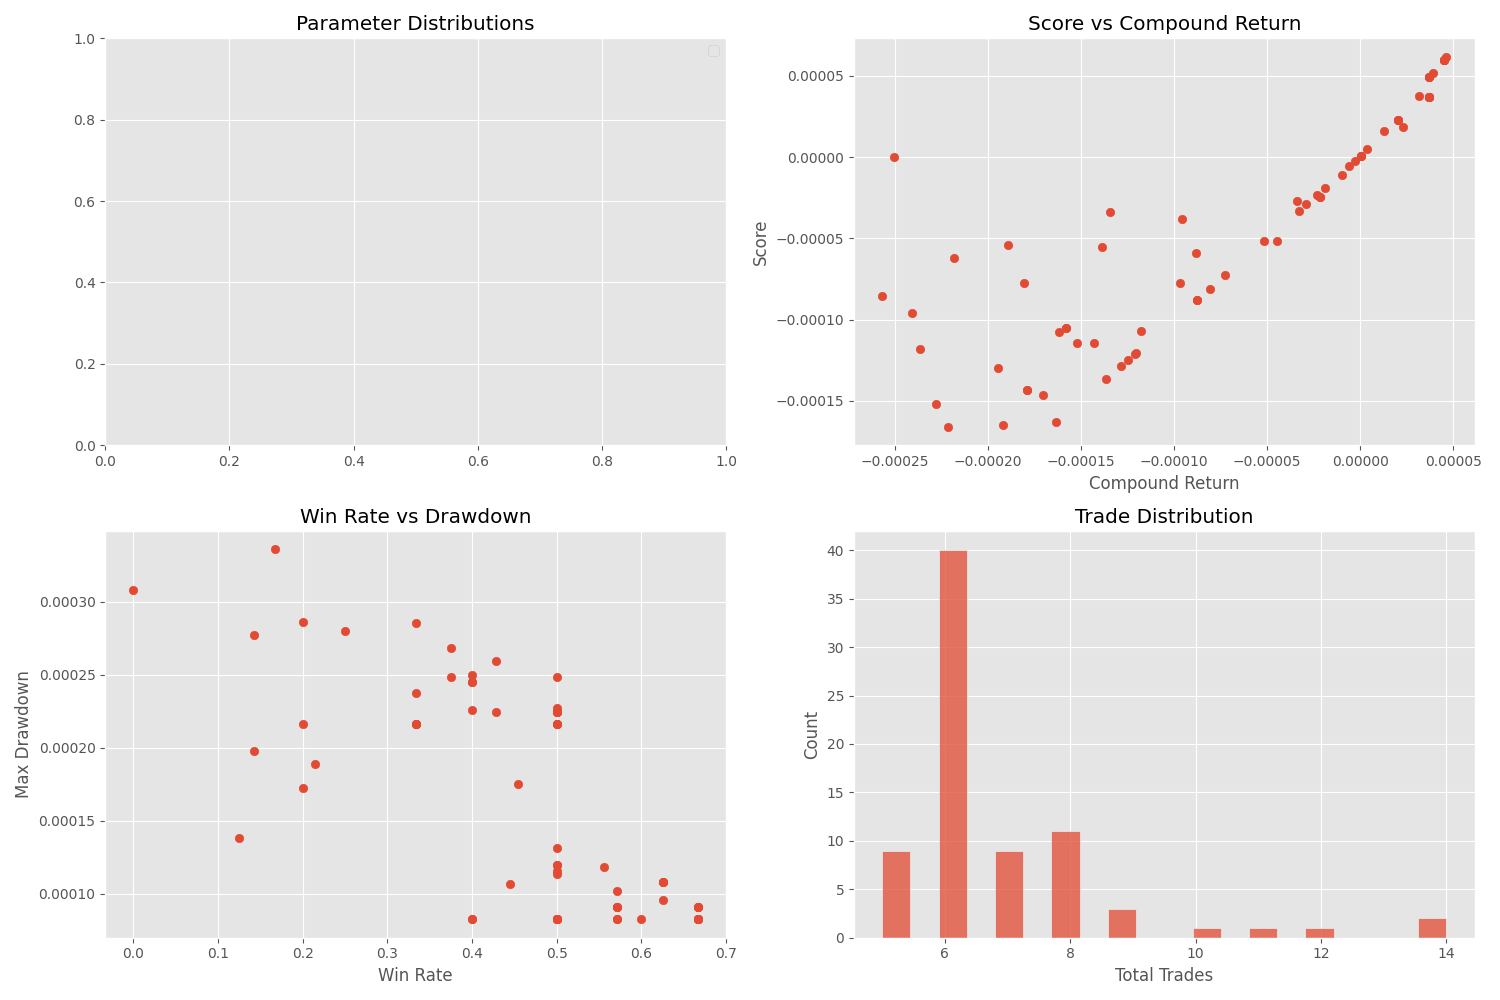 Parameter Distributions
1.0
0.8
0.6
0.4
0.2
0.0
0.0 0.2 0.4 0.6 0.8 1.0
Score vs Compound Return
Score
0.00005
0.00000
−0.00005
−0.00010
−0.00015
−0.00025 −0.00020 −0.00015 −0.00010 −0.00005 0.00000 0.00005
Compound Return
Win Rate vs Drawdown
Max Drawdown
0.00030
0.00025
0.00020
0.00015
0.00010
0.0 0.1 0.2 0.3 0.4 0.5 0.6 0.7
Win Rate
Trade Distribution
Count
40
35
30
25
20
15
10
5
0
6 8 10 12 14
Total Trades